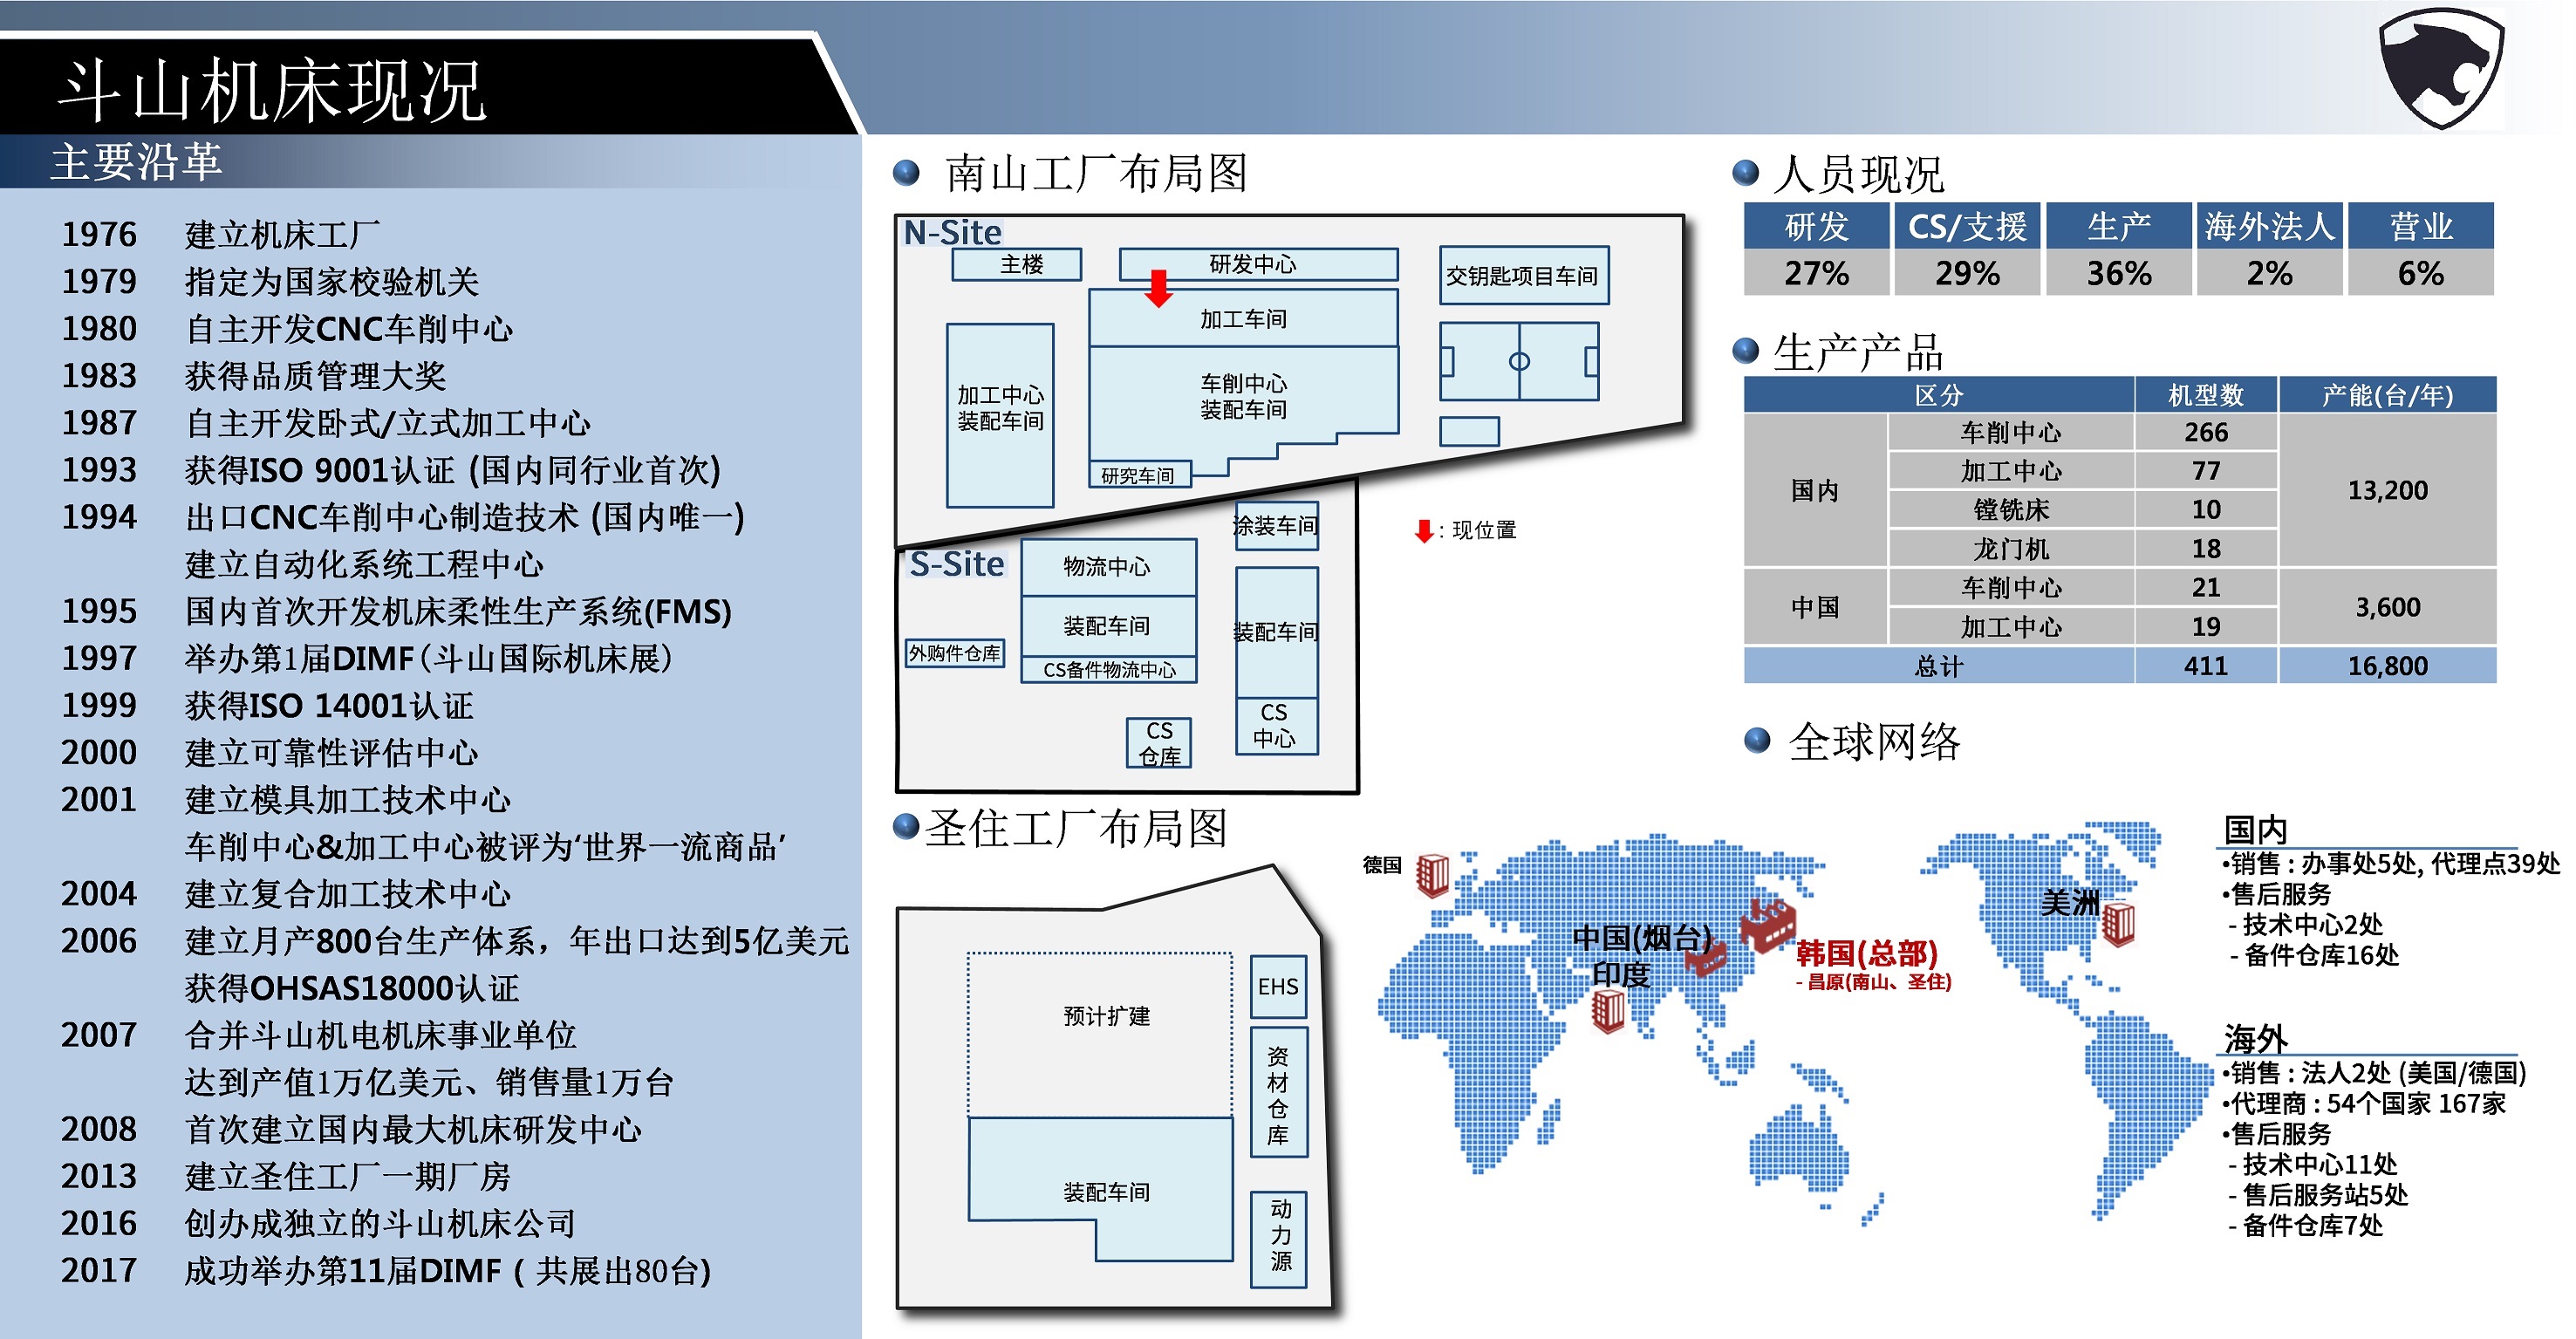 斗山机床现况
主要沿革
1976 建立机床工厂
1979 指定为国家校验机关
1980 自主开发CNC车削中心
1983 获得品质管理大奖
1987 自主开发卧式/立式加工中心
1993 获得ISO 9001认证 (国内同行业首次)
1994 出口CNC车削中心制造技术 (国内唯一)
建立自动化系统工程中心
1995 国内首次开发机床柔性生产系统(FMS)
1997 举办第1届DIMF(斗山国际机床展)
1999 获得ISO 14001认证
2000 建立可靠性评估中心
2001 建立模具加工技术中心
车削中心&加工中心被评为‘世界一流商品’
2004 建立复合加工技术中心
2006 建立月产800台生产体系，年出口达到5亿美元
获得OHSAS18000认证
2007 合并斗山机电机床事业单位
达到产值1万亿美元、销售量1万台
2008 首次建立国内最大机床研发中心
2013 建立圣住工厂一期厂房
2016 创办成独立的斗山机床公司
2017 成功举办第11届DIMF ( 共展出80台)
南山工厂布局图
N-Site
主楼
研发中心
交钥匙项目车间
加工车间
加工中心
装配车间
车削中心
装配车间
研究车间
: 现位置
S-Site
涂装车间
物流中心
装配车间
装配车间
外购件仓库
CS备件物流中心
CS
中心
CS
仓库
圣住工厂布局图
预计扩建
EHS
资
材
仓
库
装配车间
动
力
源
人员现况
研发 CS/支援 生产 海外法人 营业
27% 29% 36% 2% 6%
生产产品
区分 机型数 产能(台/年)
国内 车削中心 266 13,200
加工中心 77
镗铣床 10
龙门机 18
中国 车削中心 21 3,600
加工中心 19
总计 411 16,800
全球网络
德国
中国(烟台)
印度
韩国(总部)
- 昌原(南山、圣住)
美洲
国内
•销售 : 办事处5处, 代理点39处
•售后服务
- 技术中心2处
- 备件仓库16处
海外
•销售 : 法人2处 (美国/德国)
•代理商 : 54个国家 167家
•售后服务
- 技术中心11处
- 售后服务站5处
- 备件仓库7处